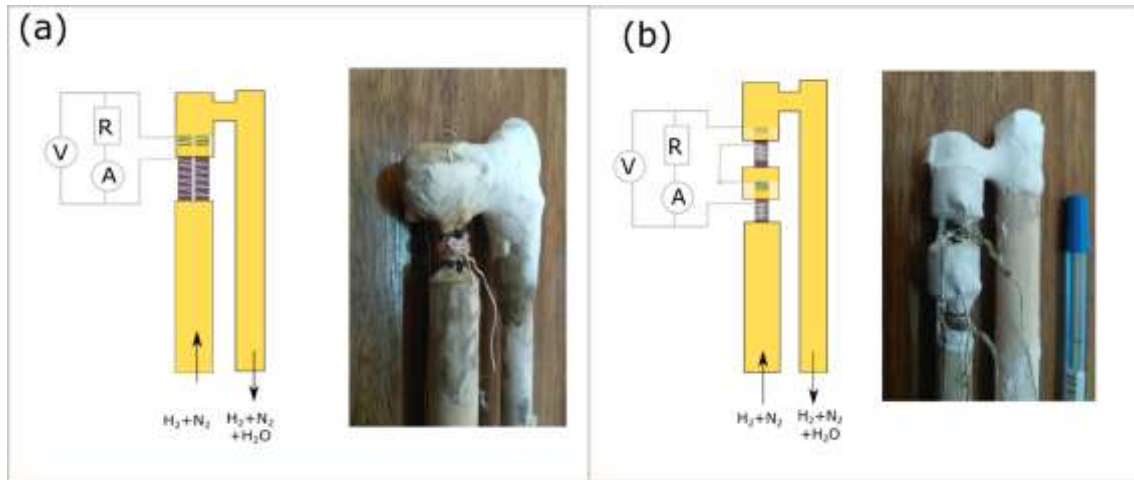 (a)
R
V
A
H₂+N₂
H₂+N₂
+H₂O
(b)
R
V
A
H₂+N₂
H₂+N₂
+H₂O